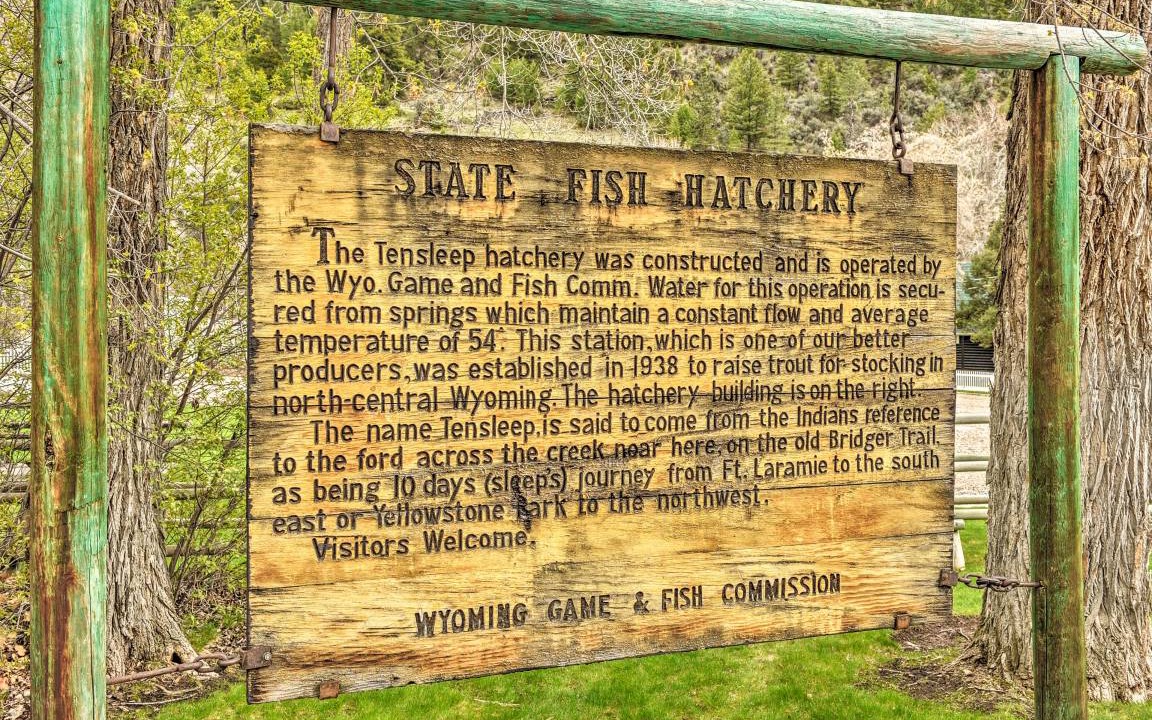 STATE FISH HATCHERY
The Tensleep hatchery was constructed and is operated by
the Wyo. Game and Fish Comm. Water for this operation is secu-
red from springs which maintain a constant flow and average
temperature of 54°. This station, which is one of our better
producers, was established in 1938 to raise trout for stocking in
north-central Wyoming. The hatchery building is on the right.
The name Tensleep, is said to come from the Indians reference
to the ford across the creek near here, on the old Bridger Trail,
as being 10 days (sleep's) journey from Ft. Laramie to the south
east or Yellowstone Park to the northwest.
Visitors Welcome.
WYOMING GAME & FISH COMMISSION